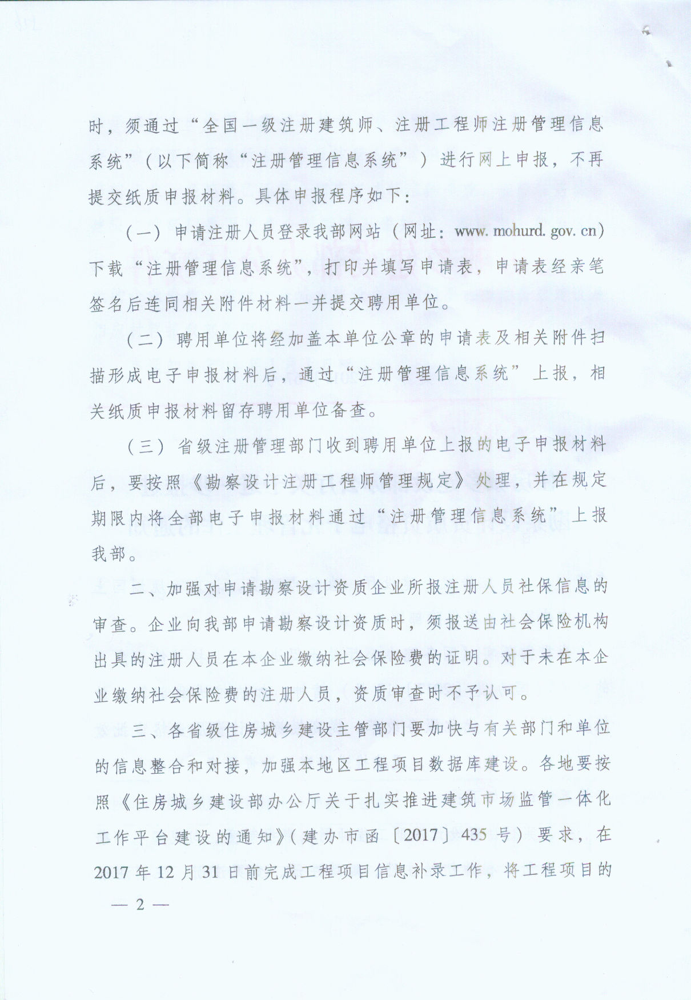 时，须通过“全国一级注册建筑师、注册工程师注册管理信息
系统”（以下简称“注册管理信息系统”）进行网上申报，不再
提交纸质申报材料。具体申报程序如下：
（一）申请注册人员登录我部网站（网址：www.mohurd.gov.cn）
下载“注册管理信息系统”，打印并填写申请表，申请表经亲笔
签名后连同相关附件材料一并提交聘用单位。
（二）聘用单位将经加盖本单位公章的申请表及相关附件扫
描形成电子申报材料后，通过“注册管理信息系统”上报，相
关纸质申报材料留存聘用单位备查。
（三）省级注册管理部门收到聘用单位上报的电子申报材料
后，要按照《勘察设计注册工程师管理规定》处理，并在规定
期限内将全部电子申报材料通过“注册管理信息系统”上报
我部。
二、加强对申请勘察设计资质企业所报注册人员社保信息的
审查。企业向我部申请勘察设计资质时，须报送由社会保险机构
出具的注册人员在本企业缴纳社会保险费的证明。对于未在本企
业缴纳社会保险费的注册人员，资质审查时不予认可。
三、各省级住房城乡建设主管部门要加快与有关部门和单位
的信息整合和对接，加强本地区工程项目数据库建设。各地要按
照《住房城乡建设部办公厅关于扎实推进建筑市场监管一体化
工作平台建设的通知》（建办市函〔2017〕435号）要求，在
2017年12月31日前完成工程项目信息补录工作，将工程项目的
— 2 —